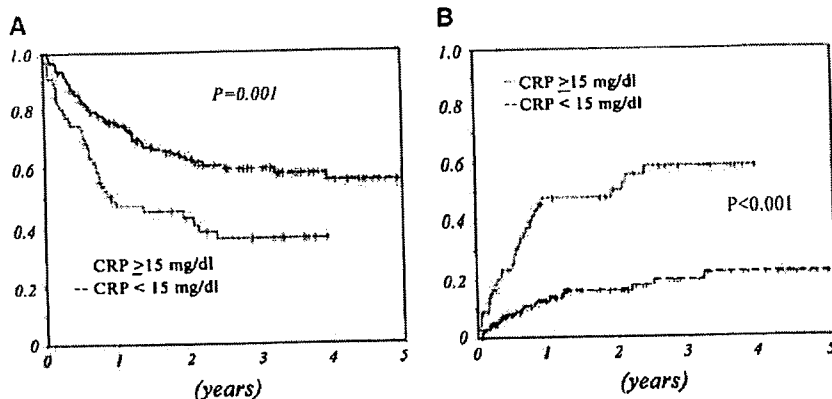 A
1.0
0.8
0.6
0.4
0.2
0
P=0.001
CRP ≥15 mg/dl
-- CRP < 15 mg/dl
0 1 2 3 4 5
(years)
B
1.0
0.8
0.6
0.4
0.2
0
CRP ≥15 mg/dl
-- CRP < 15 mg/dl
P<0.001
0 1 2 3 4 5
(years)